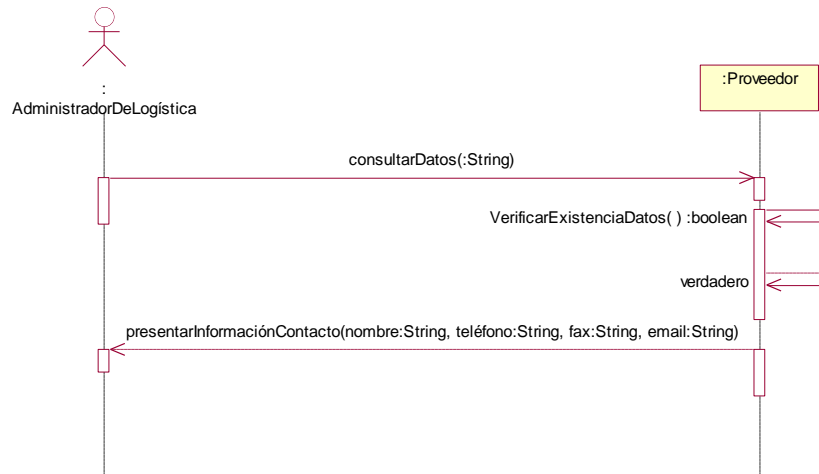 :
AdministradorDeLogística
:Proveedor
consultarDatos(:String)
VerificarExistenciaDatos( ) :boolean
verdadero
presentarInformaciónContacto(nombre:String, teléfono:String, fax:String, email:String)